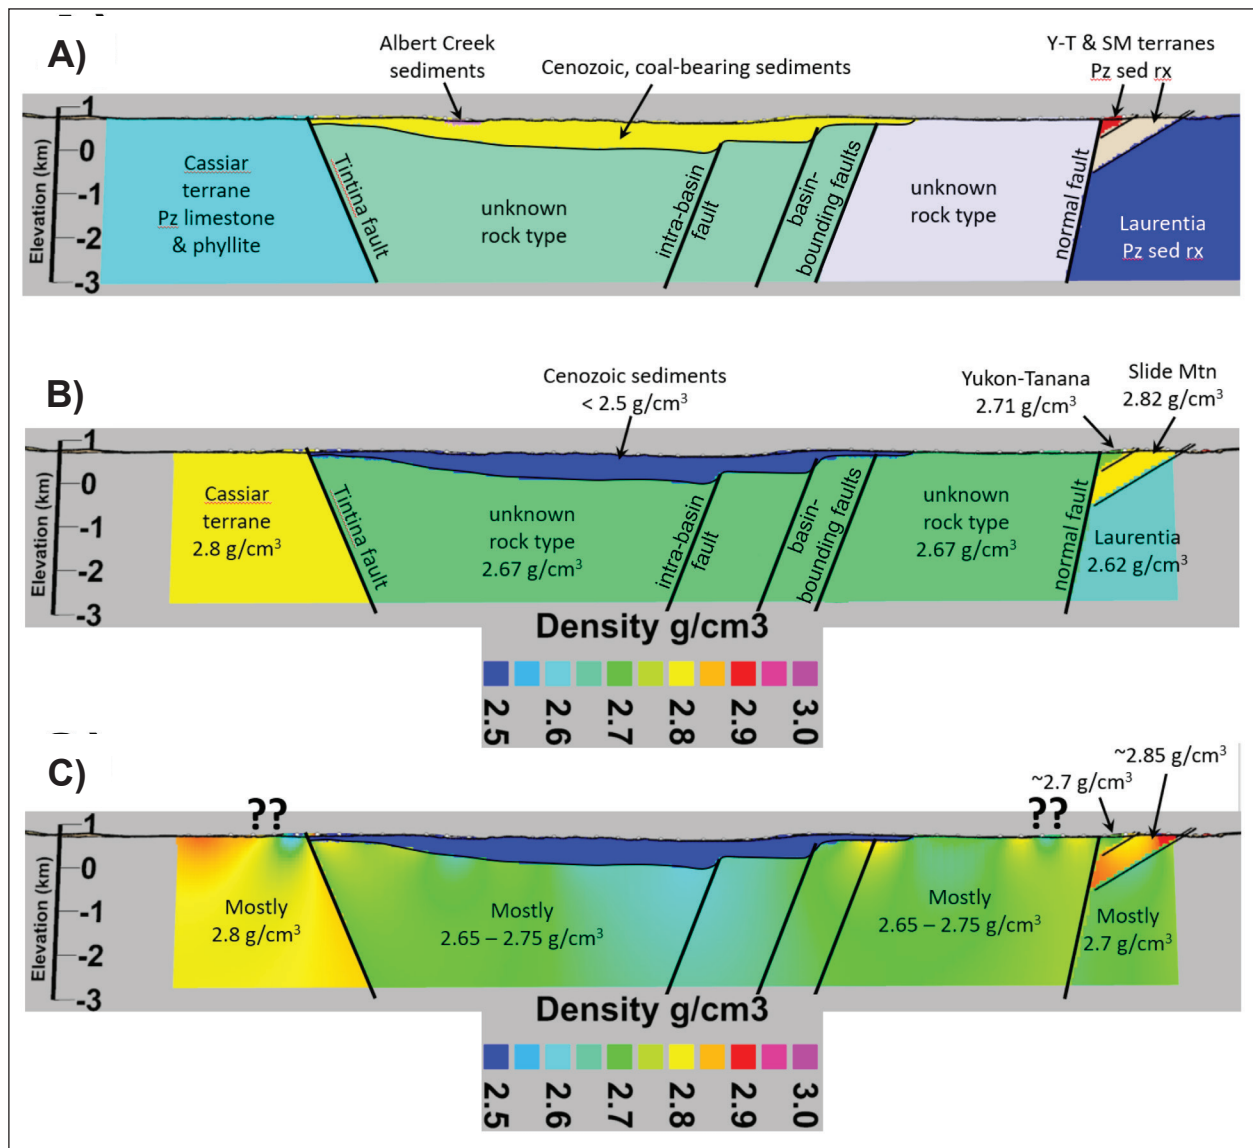 A)
Albert Creek
sediments
Cenozoic, coal-bearing sediments
Y-T & SM terranes
Pz sed rx
Elevation (km)
1
0
-1
-2
-3
Cassiar
terrane
Pz limestone
& phyllite
Tintina fault
unknown
rock type
intra-basin
fault
basin-
bounding faults
unknown
rock type
normal fault
Laurentia
Pz sed rx
B)
Cenozoic sediments
< 2.5 g/cm³
Yukon-Tanana
2.71 g/cm³
Slide Mtn
2.82 g/cm³
Elevation (km)
1
0
-1
-2
-3
Cassiar
terrane
2.8 g/cm³
Tintina fault
unknown
rock type
2.67 g/cm³
intra-basin
fault
basin-
bounding faults
unknown
rock type
2.67 g/cm³
normal fault
Laurentia
2.62 g/cm³
Density g/cm3
2.5 2.6 2.7 2.8 2.9 3.0
C)
~2.7 g/cm³
~2.85 g/cm³
??
??
Elevation (km)
1
0
-1
-2
-3
Mostly
2.8 g/cm³
Mostly
2.65 – 2.75 g/cm³
Mostly
2.65 – 2.75 g/cm³
Mostly
2.7 g/cm³
Density g/cm3
2.5 2.6 2.7 2.8 2.9 3.0